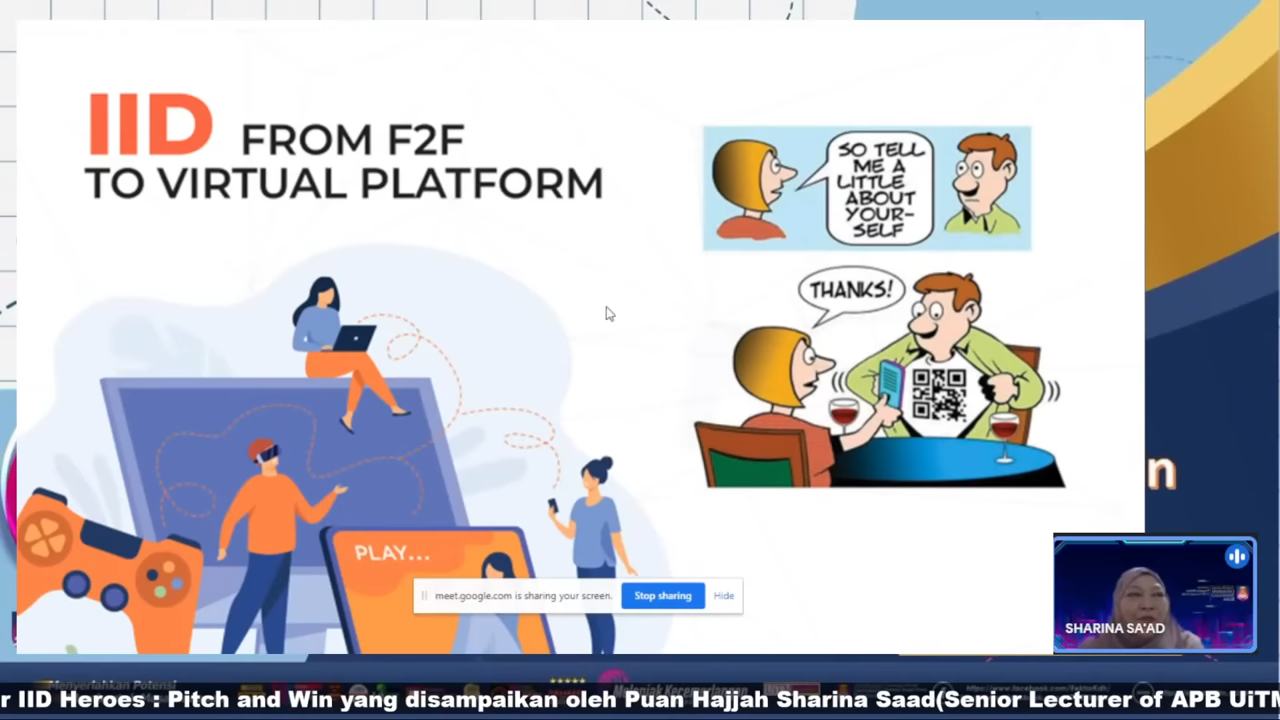 IID FROM F2F
TO VIRTUAL PLATFORM
SO TELL
ME A
LITTLE
ABOUT
YOUR-
SELF
THANKS!
PLAY...
meet.google.com is sharing your screen.
Stop sharing
Hide
n
SHARINA SA'AD
Menyerlahkan Potensi
r IID Heroes : Pitch and Win yang disampaikan oleh Puan Hajjah Sharina Saad(Senior Lecturer of APB UiTM